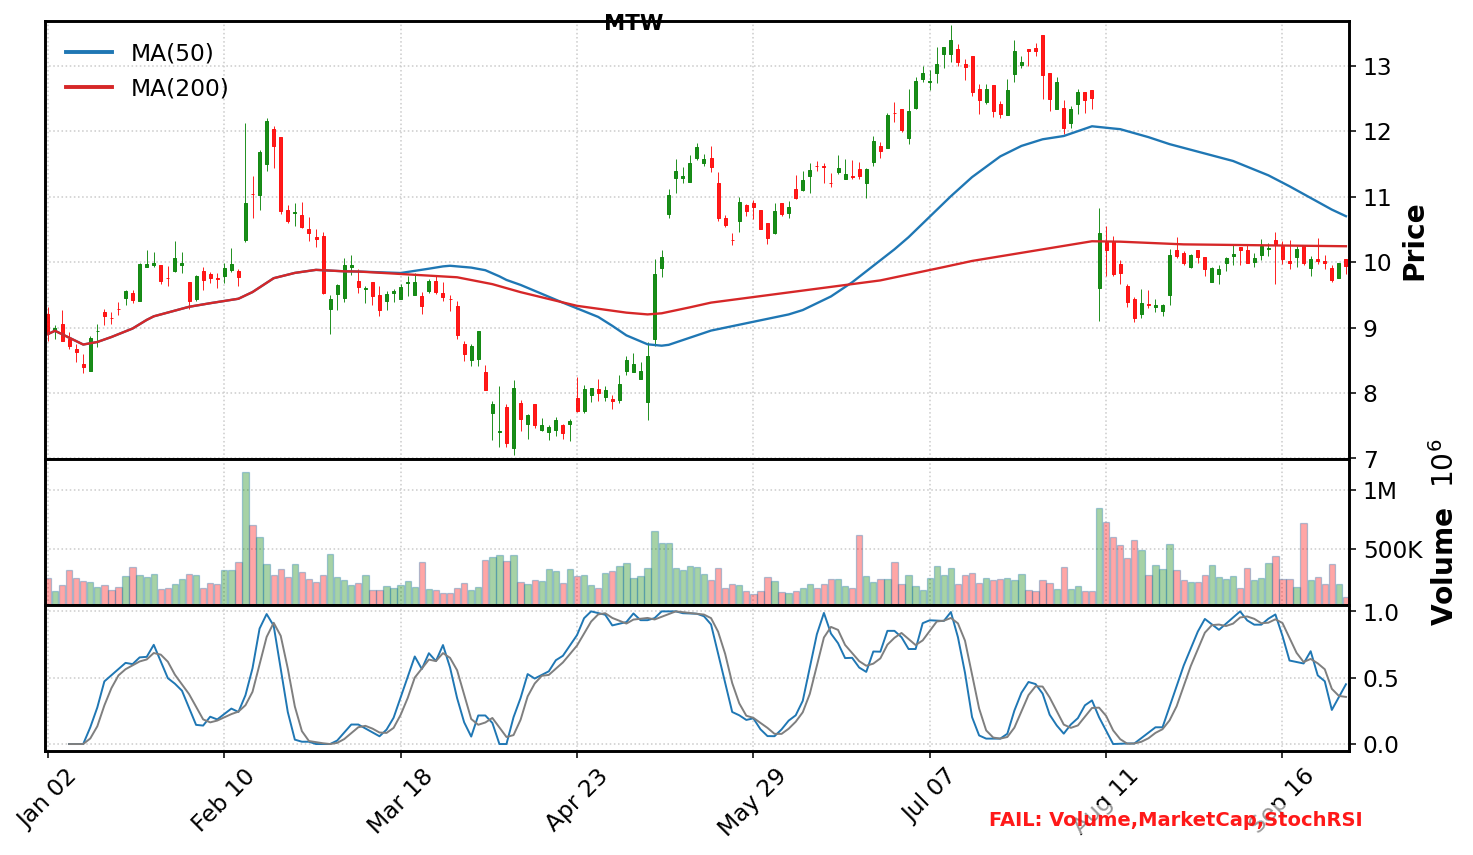 MTW
MA(50)
MA(200)
13
12
11
10
9
8
7
Price
1M
500K
Volume 10^6
1.0
0.5
0.0
Jan 02
Feb 10
Mar 18
Apr 23
May 29
Jul 07
Aug 11
Sep 16
FAIL: Volume,MarketCap,StochRSI